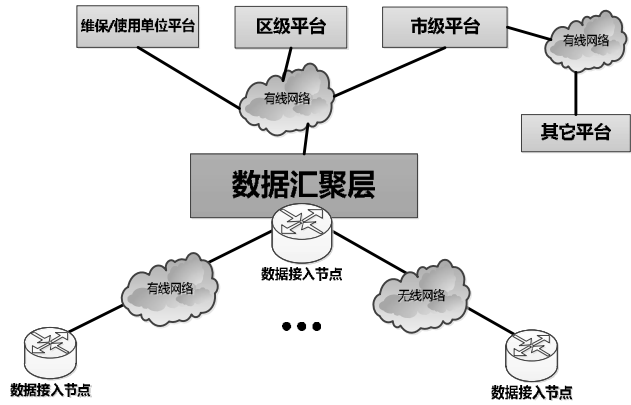 维保/使用单位平台
区级平台
市级平台
有线网络
有线网络
其它平台
数据汇聚层
数据接入节点
有线网络
无线网络
数据接入节点
数据接入节点